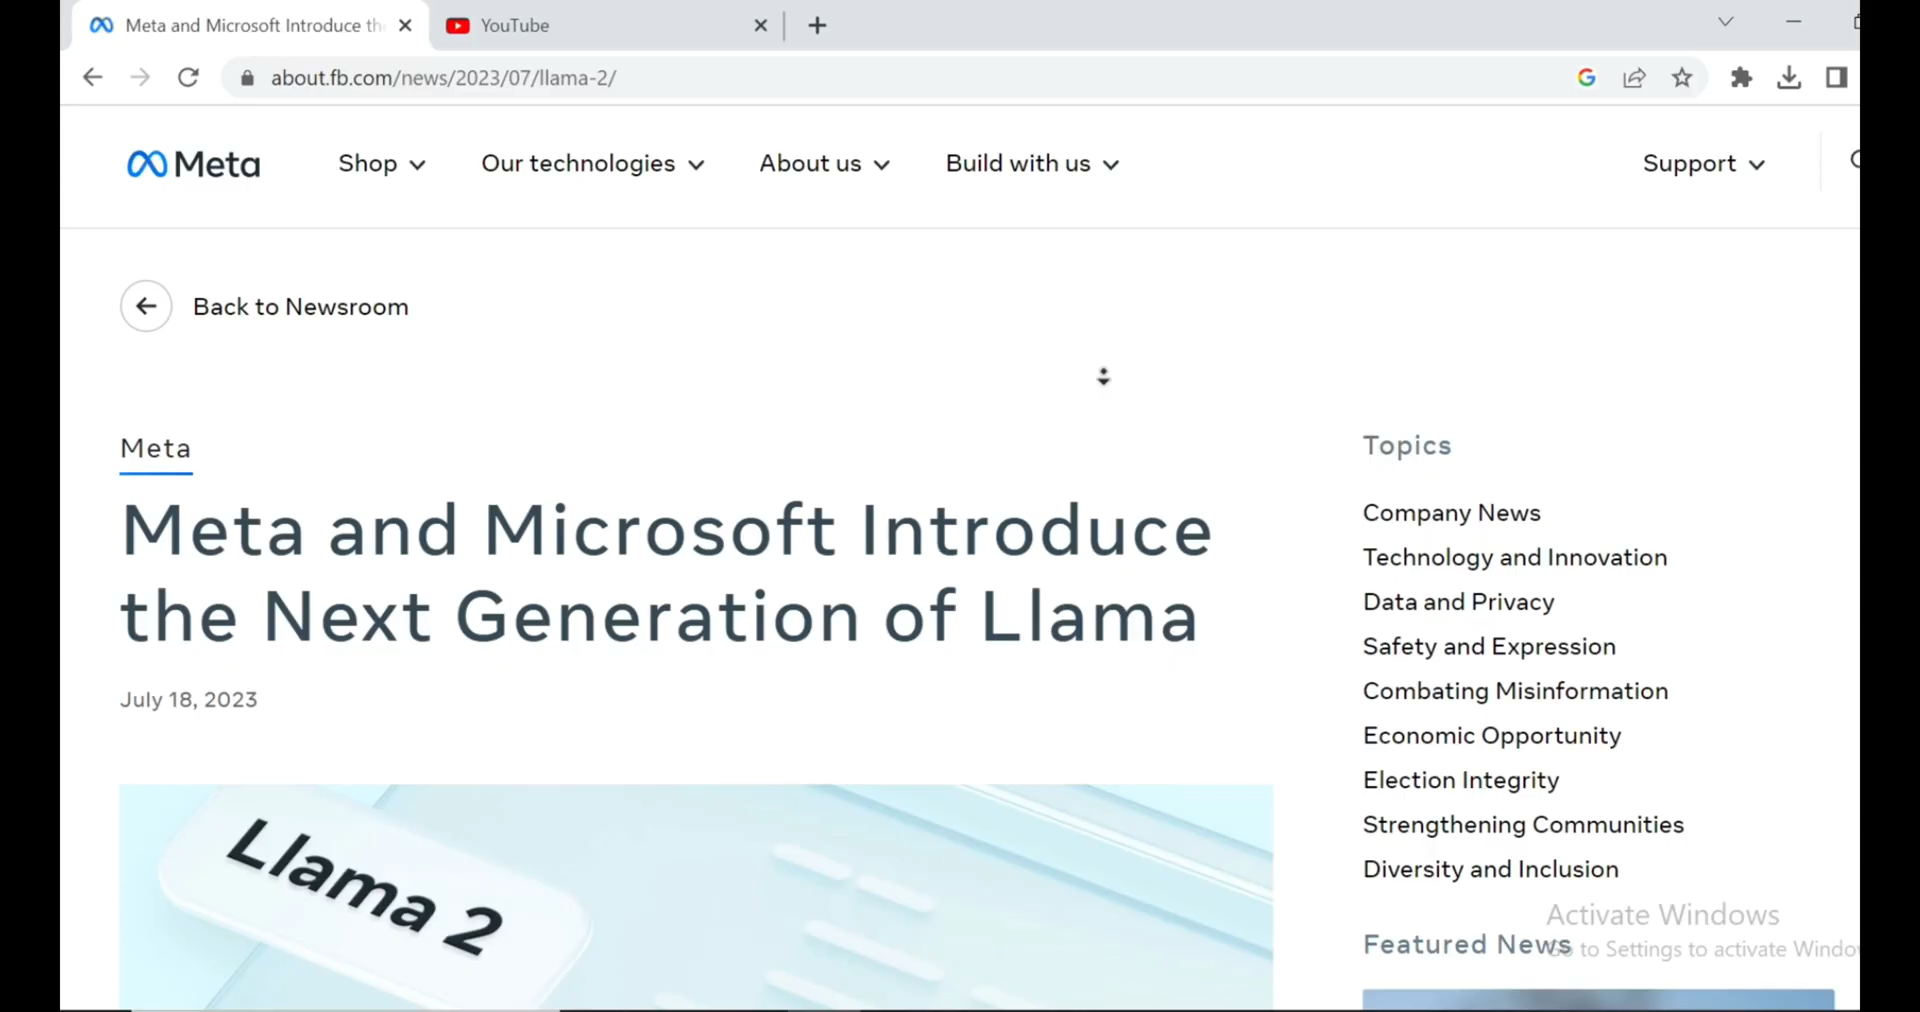 Meta and Microsoft Introduce th
YouTube
about.fb.com/news/2023/07/llama-2/
Meta
Shop
Our technologies
About us
Build with us
Support
Back to Newsroom
Meta
Meta and Microsoft Introduce
the Next Generation of Llama
July 18, 2023
Llama 2
Topics
Company News
Technology and Innovation
Data and Privacy
Safety and Expression
Combating Misinformation
Economic Opportunity
Election Integrity
Strengthening Communities
Diversity and Inclusion
Activate Windows
Featured News
Go to Settings to activate Windo